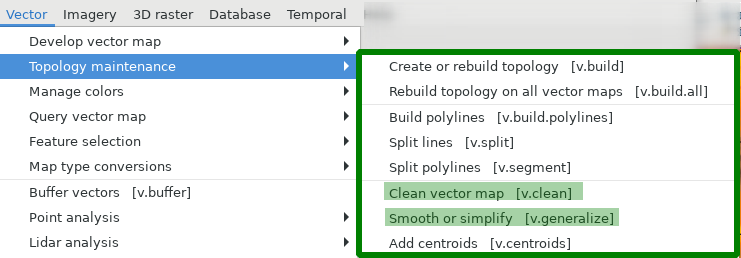 Vector Imagery 3D raster Database Temporal
Develop vector map
Topology maintenance
Manage colors
Query vector map
Feature selection
Map type conversions
Buffer vectors [v.buffer]
Point analysis
Lidar analysis
Create or rebuild topology [v.build]
Rebuild topology on all vector maps [v.build.all]
Build polylines [v.build.polylines]
Split lines [v.split]
Split polylines [v.segment]
Clean vector map [v.clean]
Smooth or simplify [v.generalize]
Add centroids [v.centroids]